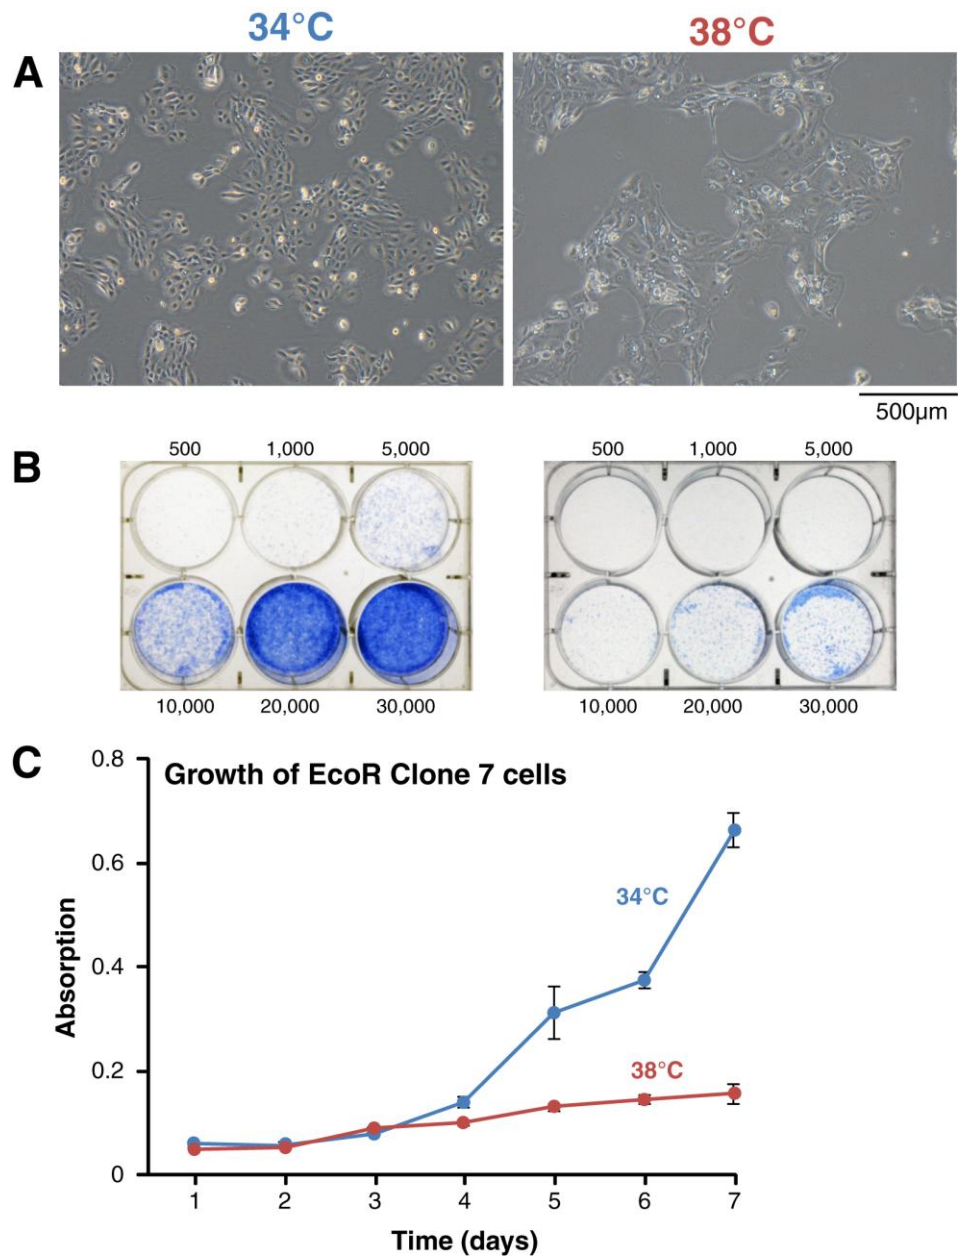 34°C 38°C
A
500µm
B
500 1,000 5,000 500 1,000 5,000
10,000 20,000 30,000 10,000 20,000 30,000
C
Growth of EcoR Clone 7 cells
0.8
0.6
0.4
0.2
0
Absorption
34°C
38°C
1 2 3 4 5 6 7
Time (days)